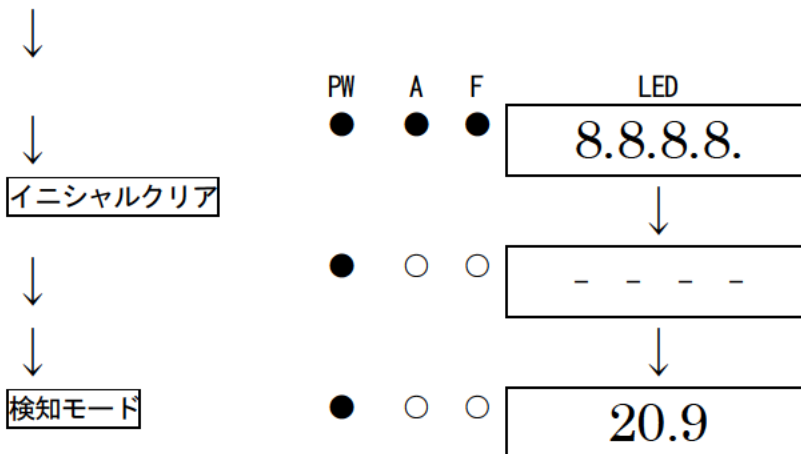 ↓
PW A F LED
↓ ● ● ● 8.8.8.8.
イニシャルクリア ↓
↓ ● ○ ○ - - - -
↓ ↓
検知モード ● ○ ○ 20.9